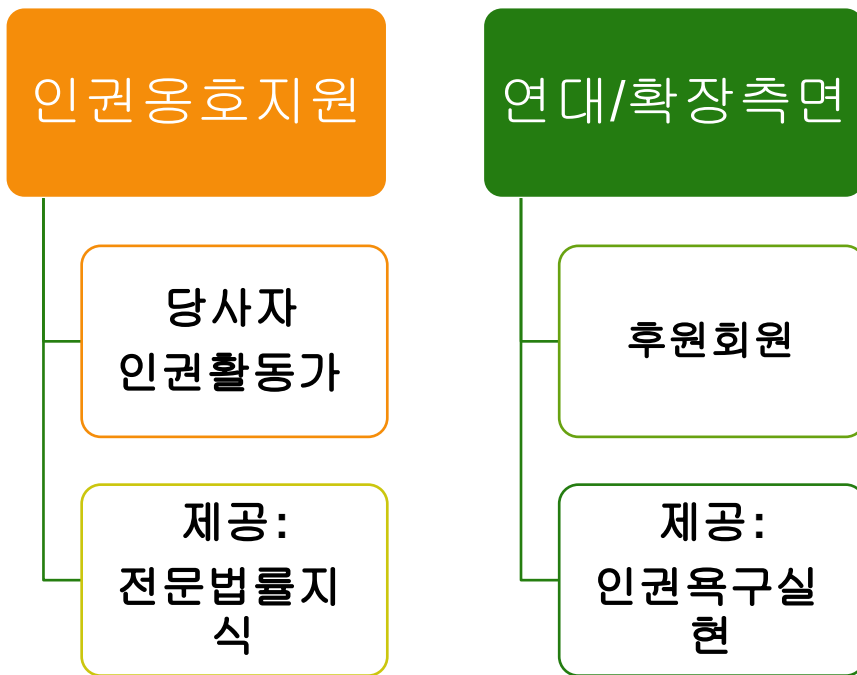 인권옹호지원
당사자
인권활동가
제공:
전문법률지
식
연대/확장측면
후원회원
제공:
인권욕구실
현